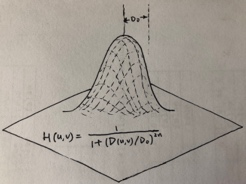 D₀
H(u,v) = 1 / 1+(D(u,v)/D₀)²ⁿ